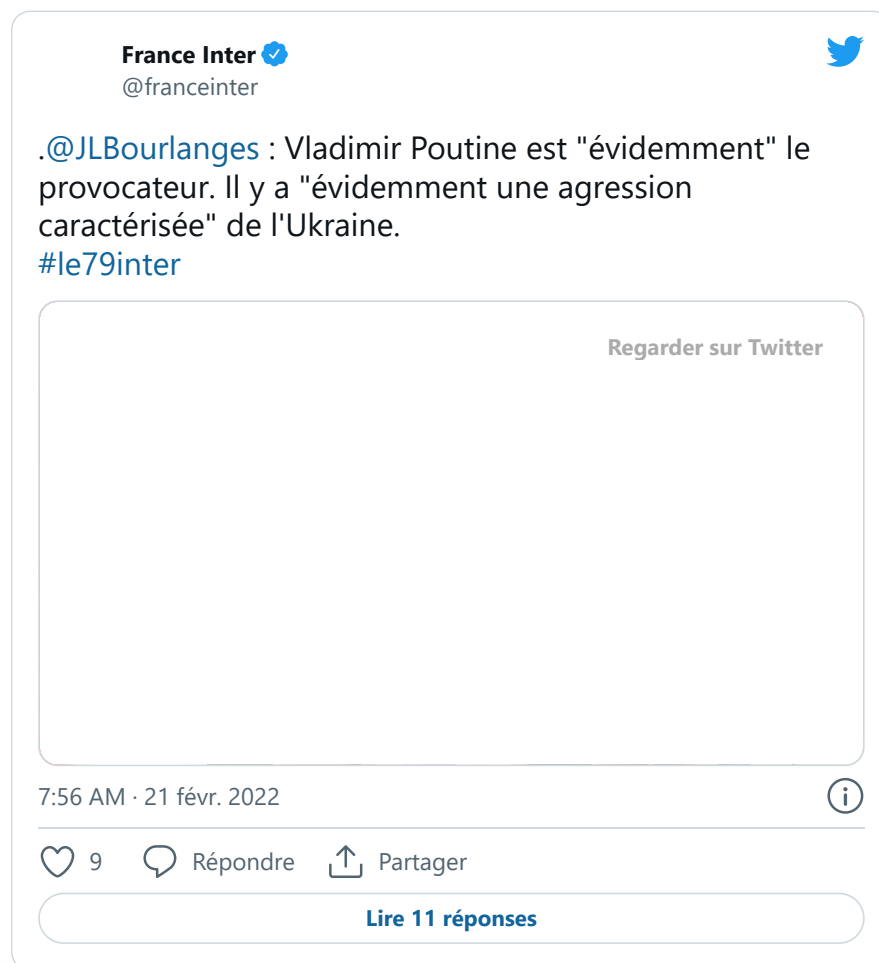 France Inter
@franceinter
.@JLBourlanges : Vladimir Poutine est "évidemment" le
provocateur. Il y a "évidemment une agression
caractérisée" de l'Ukraine.
#le79inter
Regarder sur Twitter
7:56 AM · 21 févr. 2022
9 Répondre Partager
Lire 11 réponses